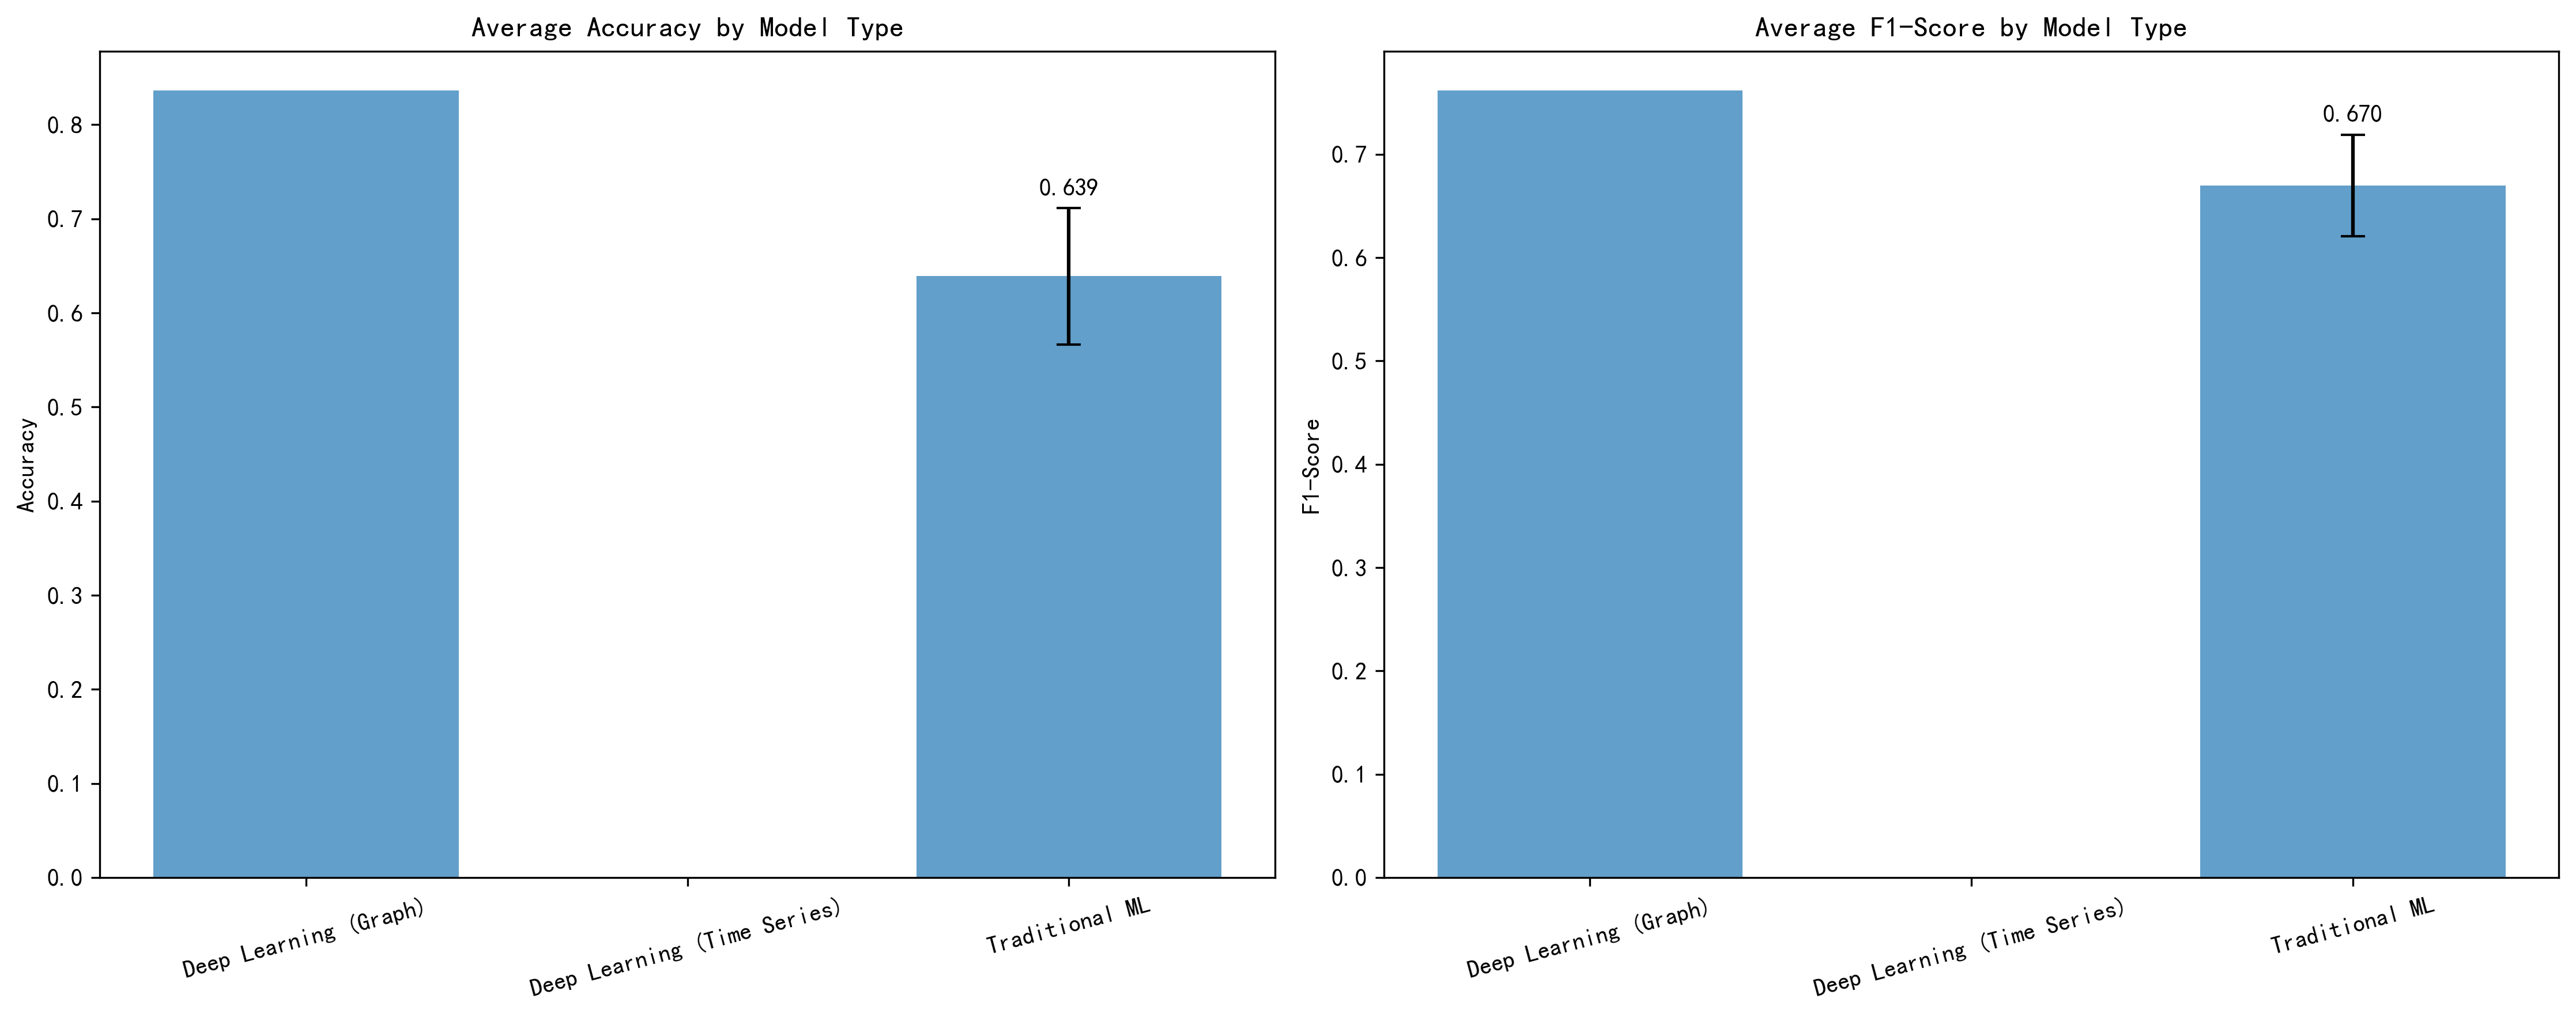 Average Accuracy by Model Type
Accuracy
0.8
0.7
0.6
0.5
0.4
0.3
0.2
0.1
0.0
0.639
Deep Learning (Graph)
Deep Learning (Time Series)
Traditional ML
Average F1-Score by Model Type
F1-Score
0.7
0.6
0.5
0.4
0.3
0.2
0.1
0.0
0.670
Deep Learning (Graph)
Deep Learning (Time Series)
Traditional ML